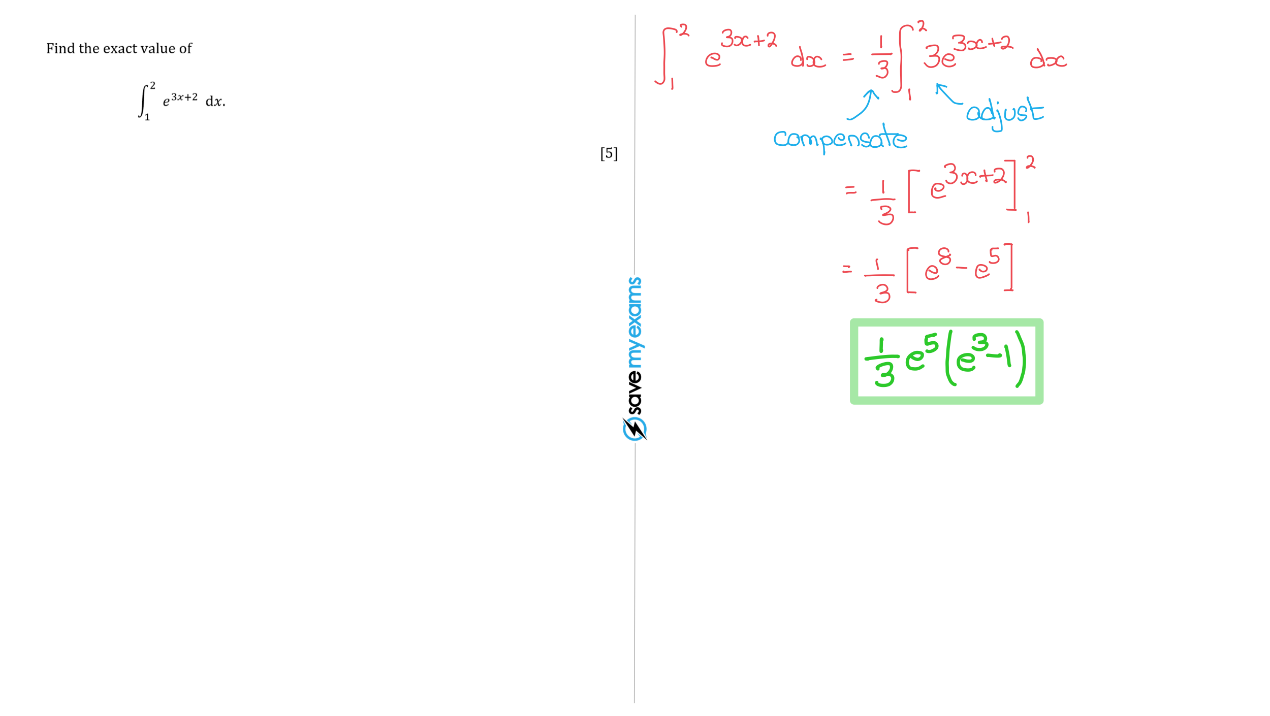 Find the exact value of
∫₁² e^{3x+2} dx.
[5]
∫₁² e^{3x+2} dx = 1/3 ∫₁² 3e^{3x+2} dx
adjust
compensate
= 1/3 [e^{3x+2}]₁²
= 1/3 [e⁸ − e⁵]
1/3 e⁵(e³−1)
save my exams